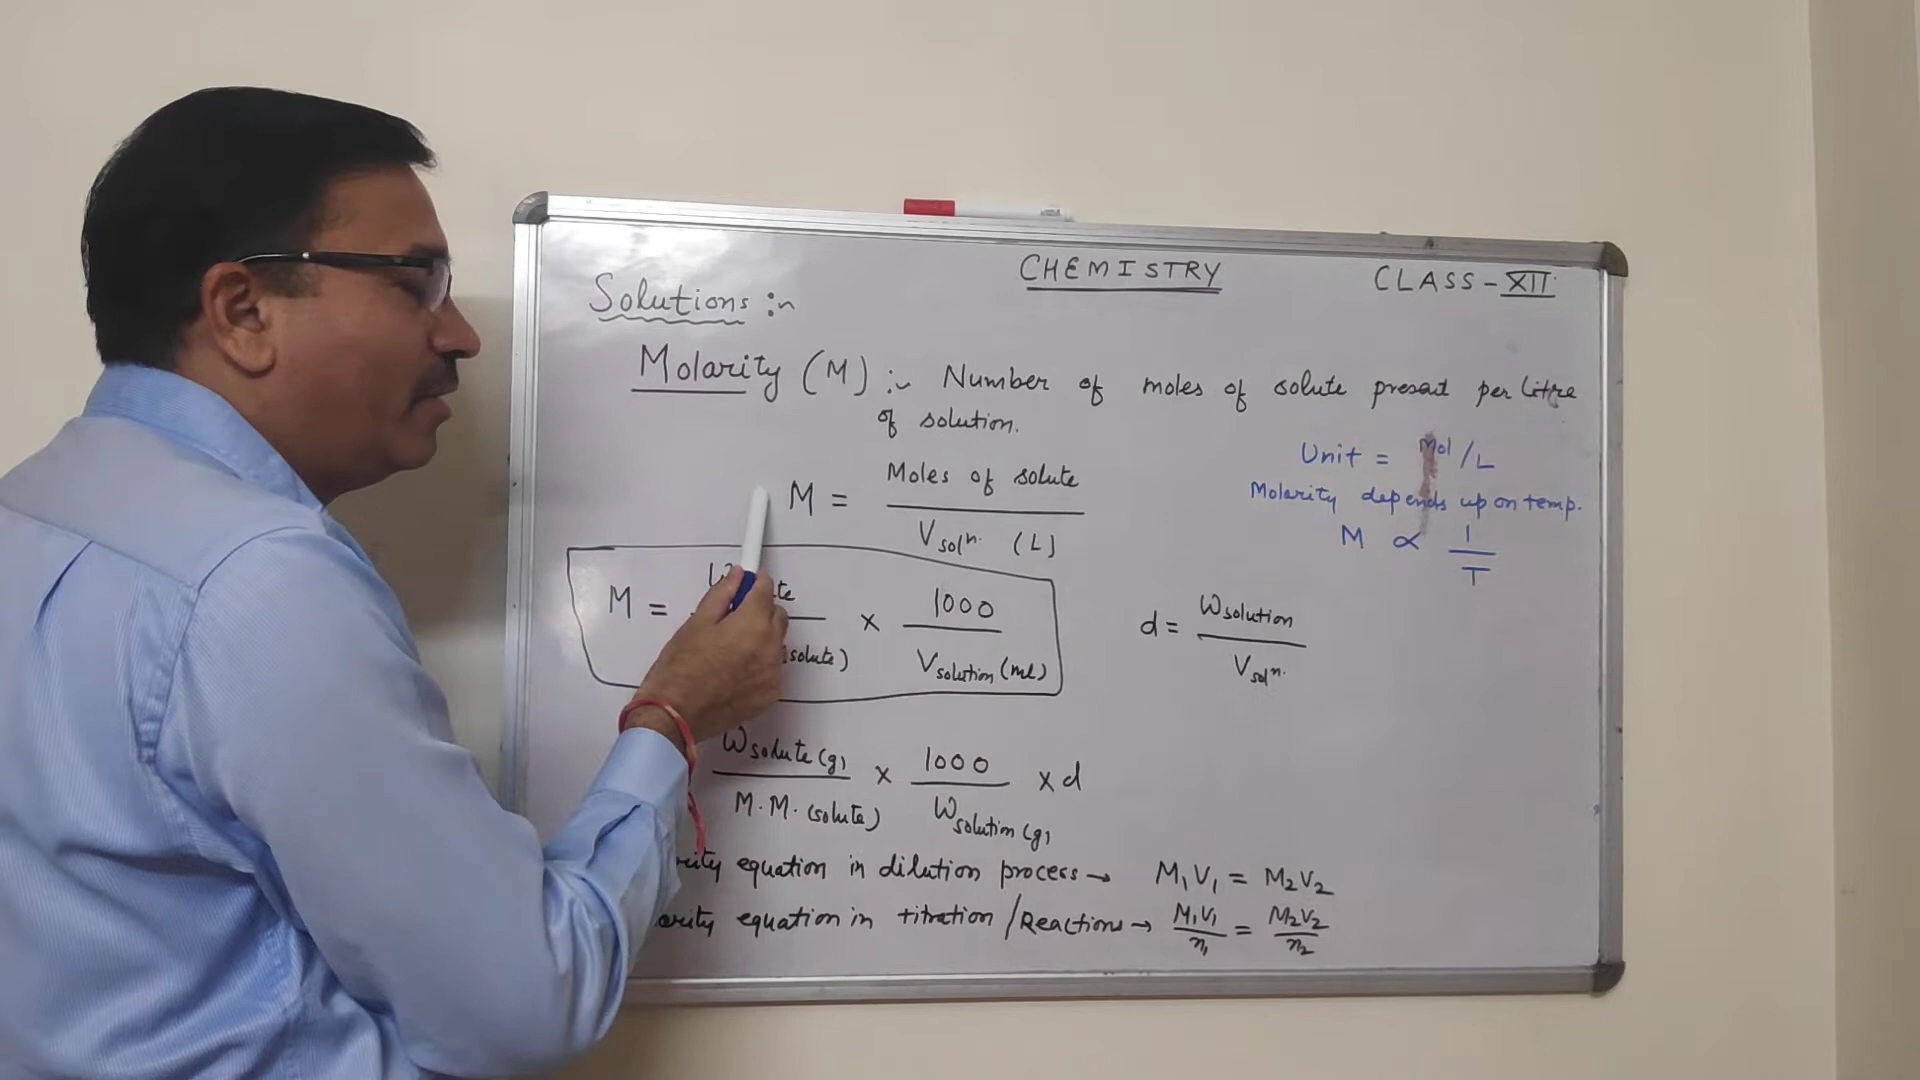 CHEMISTRY
CLASS-XII
Solutions :~
Molarity (M) :~ Number of moles of solute present per Litre
of solution.
Unit = Mol/L
Molarity depends upon temp.
M ∝ 1/T
M = Moles of solute / Vsolⁿ. (L)
M = × 1000 / Vsolution (ml)
solute)
d = Wsolution / Vsolⁿ.
Wsolute (g) / M.M. (solute) × 1000 / Wsolution (g) × d
equation in dilution process → M₁V₁ = M₂V₂
equation in titration / Reactions → M₁V₁/n₁ = M₂V₂/n₂